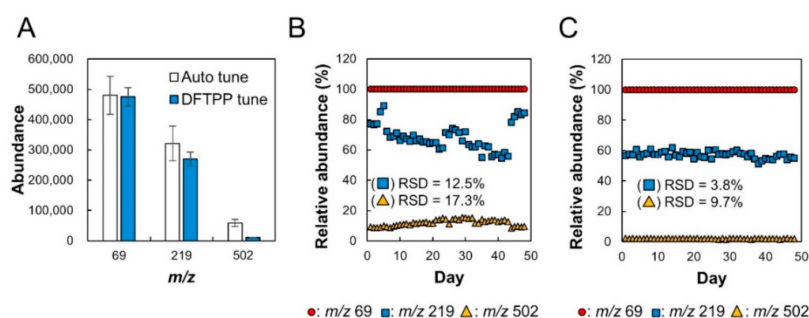 A
600,000
500,000
400,000
300,000
200,000
100,000
0
Abundance
Auto tune
DFTPP tune
69 219 502
m/z
B
120
100
80
60
40
20
0
Relative abundance (%)
( ) RSD = 12.5%
( ) RSD = 17.3%
0 10 20 30 40 50
Day
: m/z 69 : m/z 219 : m/z 502
C
120
100
80
60
40
20
0
Relative abundance (%)
( ) RSD = 3.8%
( ) RSD = 9.7%
0 10 20 30 40 50
Day
: m/z 69 : m/z 219 : m/z 502